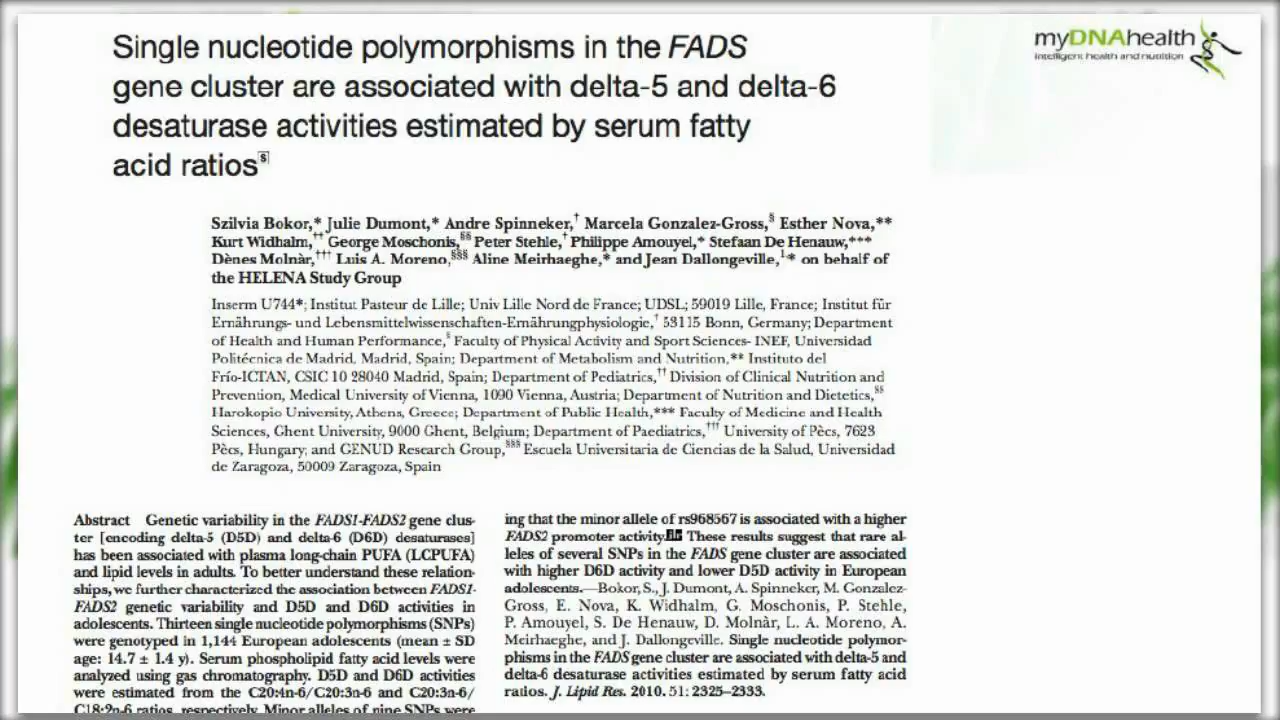 Single nucleotide polymorphisms in the FADS
gene cluster are associated with delta-5 and delta-6
desaturase activities estimated by serum fatty
acid ratios[s]
myDNAhealth
intelligent health and nutrition
Szilvia Bokor,* Julie Dumont,* Andre Spinneker,† Marcela Gonzalez-Gross,§ Esther Nova,**
Kurt Widhalm,†† George Moschonis,§§ Peter Stehle,† Philippe Amouyel,* Stefaan De Henauw,***
Dènes Molnàr,††† Luis A. Moreno,§§§ Aline Meirhaeghe,* and Jean Dallongeville,1,* on behalf of
the HELENA Study Group
Inserm U744*; Institut Pasteur de Lille; Univ Lille Nord de France; UDSL; 59019 Lille, France; Institut für
Ernährungs- und Lebensmittelwissenschaften-Ernährungphysiologie,† 53115 Bonn, Germany; Department
of Health and Human Performance,§ Faculty of Physical Activity and Sport Sciences- INEF, Universidad
Politécnica de Madrid, Madrid, Spain; Department of Metabolism and Nutrition,** Instituto del
Frío-ICTAN, CSIC 10 28040 Madrid, Spain; Department of Pediatrics,†† Division of Clinical Nutrition and
Prevention, Medical University of Vienna, 1090 Vienna, Austria; Department of Nutrition and Dietetics,§§
Harokopio University, Athens, Greece; Department of Public Health,*** Faculty of Medicine and Health
Sciences, Ghent University, 9000 Ghent, Belgium; Department of Paediatrics,††† University of Pècs, 7623
Pècs, Hungary; and GENUD Research Group,§§§ Escuela Universitaria de Ciencias de la Salud, Universidad
de Zaragoza, 50009 Zaragoza, Spain
Abstract Genetic variability in the FADS1-FADS2 gene clus-
ter [encoding delta-5 (D5D) and delta-6 (D6D) desaturases]
has been associated with plasma long-chain PUFA (LCPUFA)
and lipid levels in adults. To better understand these relation-
ships, we further characterized the association between FADS1-
FADS2 genetic variability and D5D and D6D activities in
adolescents. Thirteen single nucleotide polymorphisms (SNPs)
were genotyped in 1,144 European adolescents (mean ± SD
age: 14.7 ± 1.4 y). Serum phospholipid fatty acid levels were
analyzed using gas chromatography. D5D and D6D activities
were estimated from the C20:4n-6/C20:3n-6 and C20:3n-6/
C18:2n-6 ratios, respectively. Minor alleles of nine SNPs were
ing that the minor allele of rs968567 is associated with a higher
FADS2 promoter activity. These results suggest that rare al-
leles of several SNPs in the FADS gene cluster are associated
with higher D6D activity and lower D5D activity in European
adolescents.—Bokor, S., J. Dumont, A. Spinneker, M. Gonzalez-
Gross, E. Nova, K. Widhalm, G. Moschonis, P. Stehle,
P. Amouyel, S. De Henauw, D. Molnàr, L. A. Moreno, A.
Meirhaeghe, and J. Dallongeville. Single nucleotide polymor-
phisms in the FADS gene cluster are associated with delta-5 and
delta-6 desaturase activities estimated by serum fatty acid
ratios. J. Lipid Res. 2010. 51: 2325–2333.